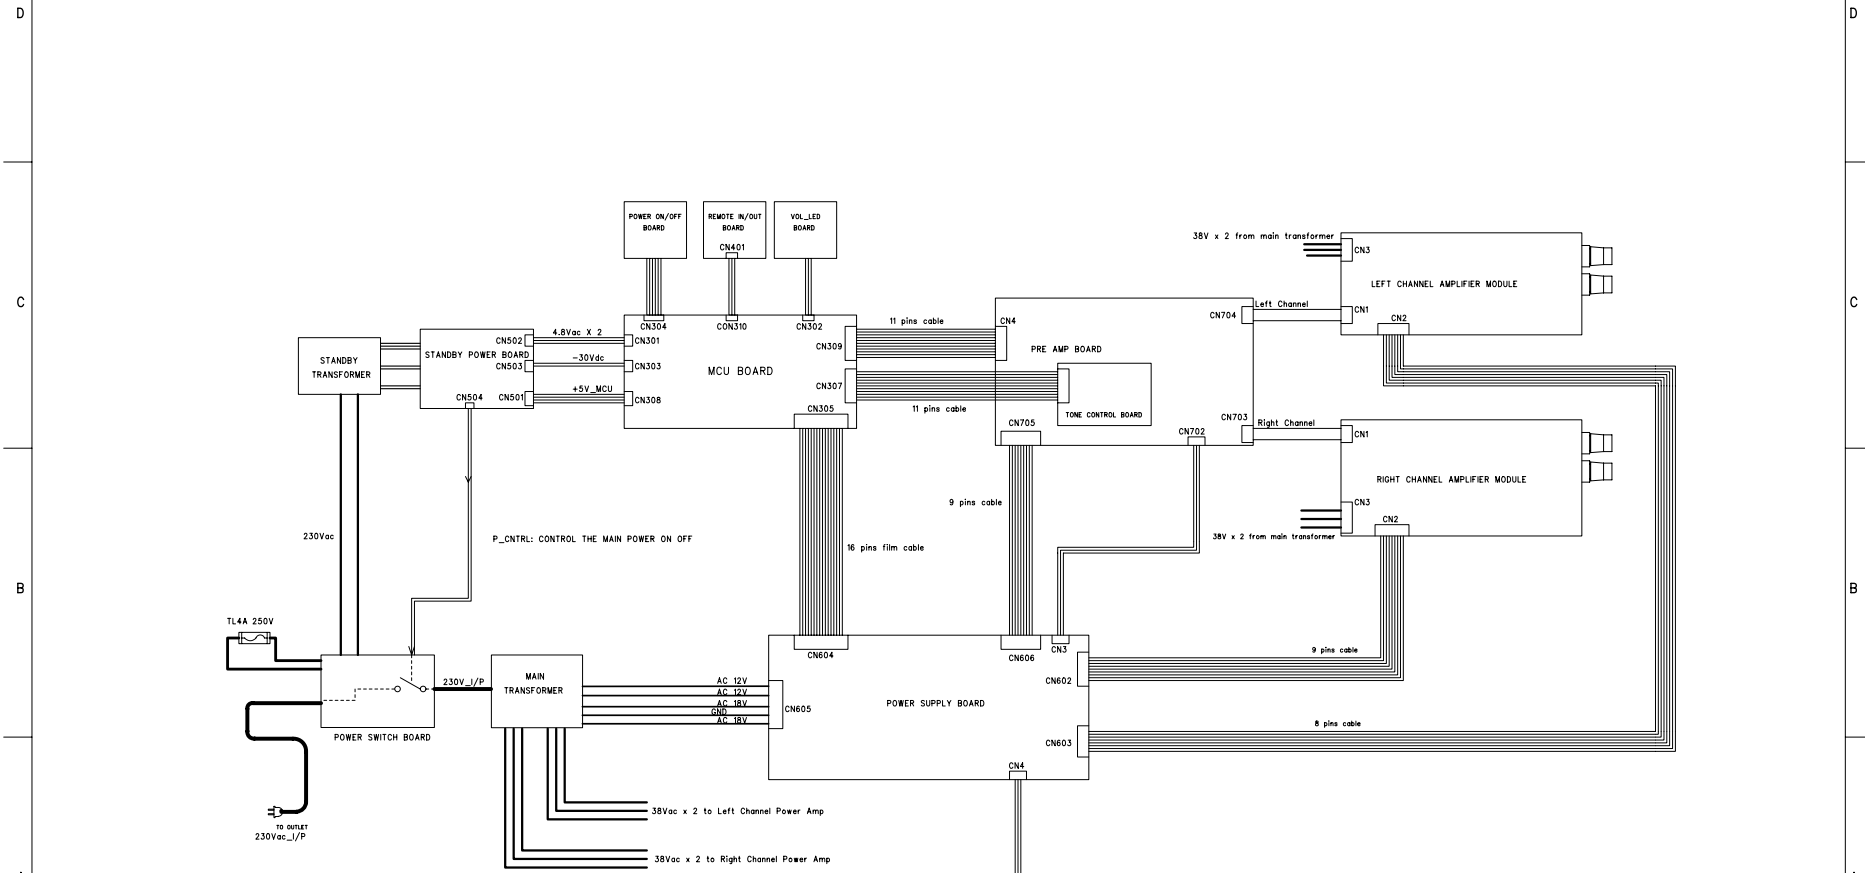 D
D
POWER ON/OFF
BOARD
REMOTE IN/OUT
BOARD
CN401
VOL_LED
BOARD
38V x 2 from main transformer
CN3
LEFT CHANNEL AMPLIFIER MODULE
C
C
CN304
CON310
CN302
11 pins cable
CN4
CN704
Left Channel
CN1
CN2
STANDBY
TRANSFORMER
CN502
STANDBY POWER BOARD
CN503
CN504
CN501
4.8Vac X 2
-30Vdc
+5V_MCU
CN301
CN303
CN308
MCU BOARD
CN309
CN307
CN305
11 pins cable
PRE AMP BOARD
TONE CONTROL BOARD
CN705
CN702
CN703
Right Channel
CN1
RIGHT CHANNEL AMPLIFIER MODULE
CN3
CN2
38V x 2 from main transformer
230Vac
P_CNTRL: CONTROL THE MAIN POWER ON OFF
16 pins film cable
9 pins cable
B
B
TL4A 250V
230V_I/P
MAIN
TRANSFORMER
POWER SWITCH BOARD
AC 12V
AC 12V
AC 18V
GND
AC 18V
CN605
CN604
CN606
CN3
CN602
POWER SUPPLY BOARD
CN603
CN4
9 pins cable
8 pins cable
TO OUTLET
230Vac_I/P
38Vac x 2 to Left Channel Power Amp
38Vac x 2 to Right Channel Power Amp